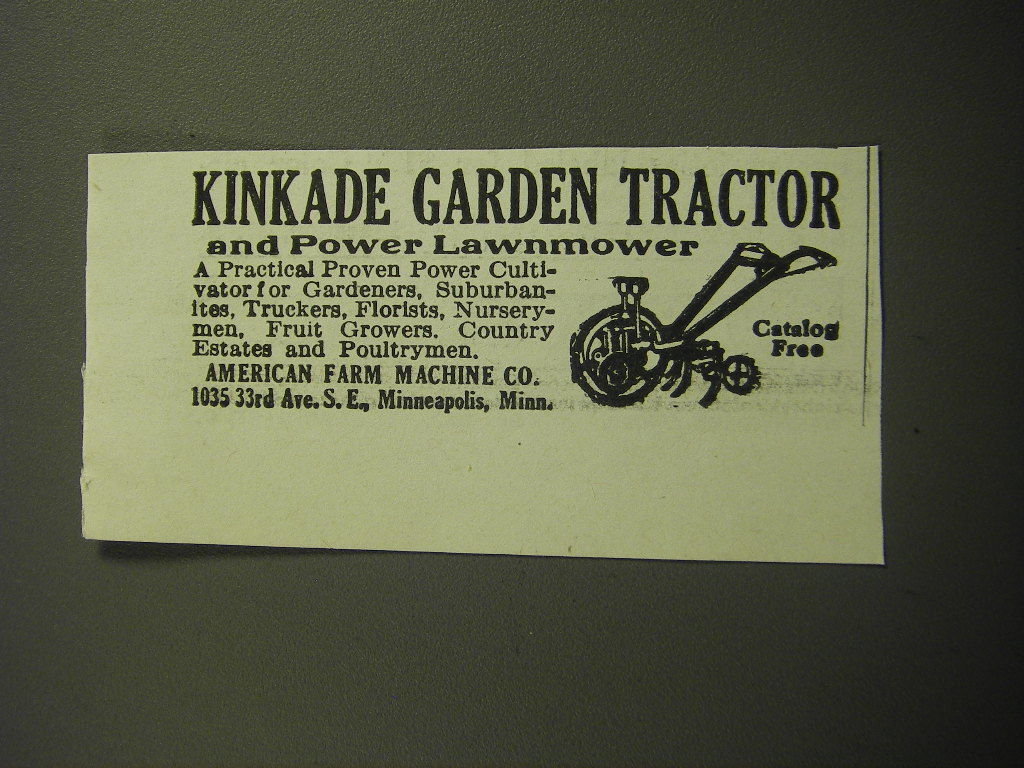 KINKADE GARDEN TRACTOR
and Power Lawnmower
A Practical Proven Power Culti-
vator for Gardeners, Suburban-
ites, Truckers, Florists, Nursery-
men, Fruit Growers. Country
Estates and Poultrymen.
AMERICAN FARM MACHINE CO.
1035 33rd Ave. S. E., Minneapolis, Minn.
Catalog
Free